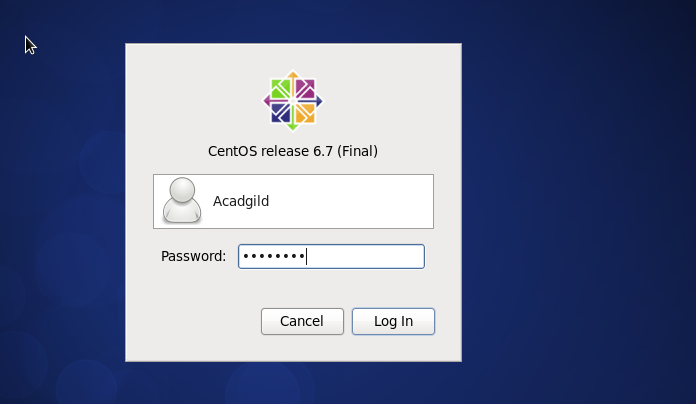 CentOS release 6.7 (Final)
Acadgild
Password: ••••••••
Cancel Log In